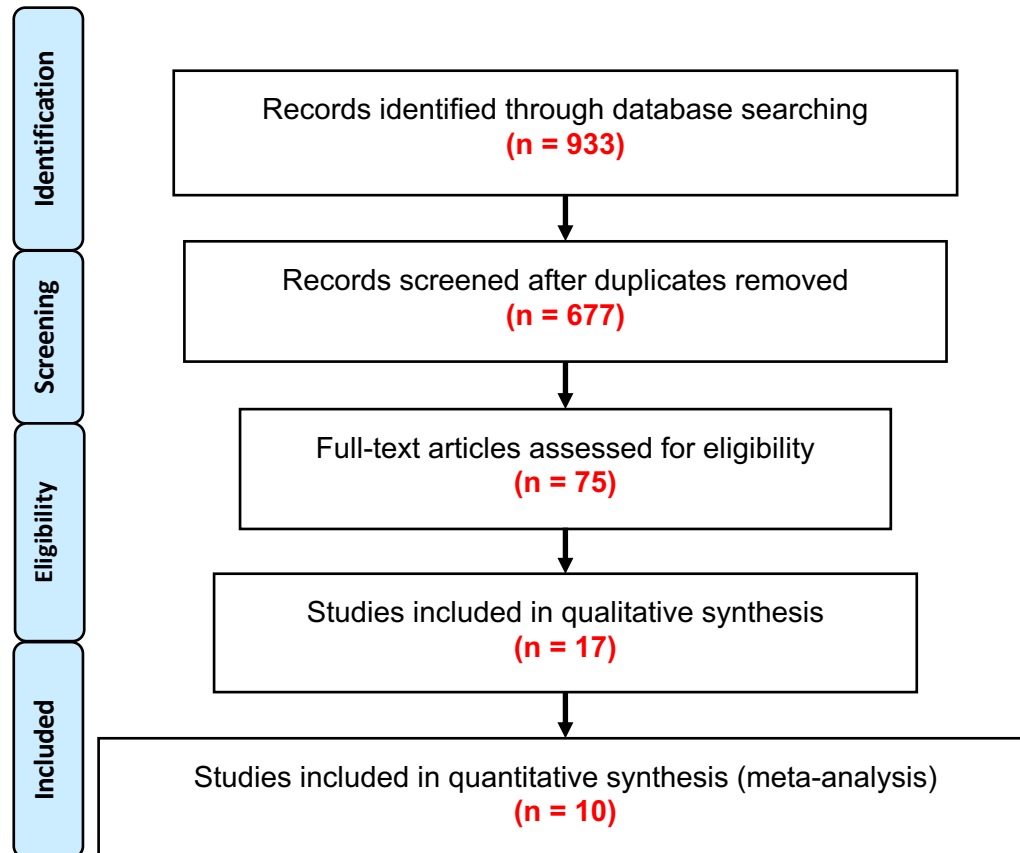 Identification
Records identified through database searching
(n = 933)
Screening
Records screened after duplicates removed
(n = 677)
Eligibility
Full-text articles assessed for eligibility
(n = 75)
Studies included in qualitative synthesis
(n = 17)
Included
Studies included in quantitative synthesis (meta-analysis)
(n = 10)